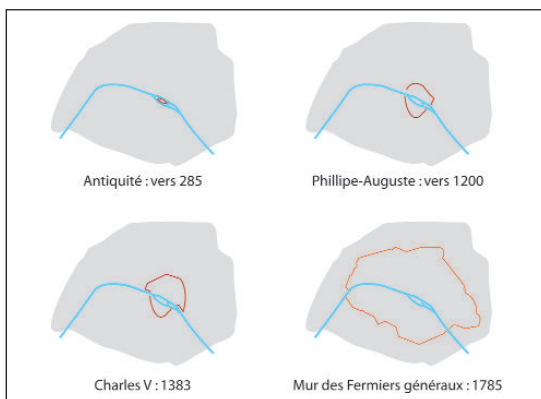 Antiquité : vers 285
Phillipe-Auguste : vers 1200
Charles V : 1383
Mur des Fermiers généraux : 1785